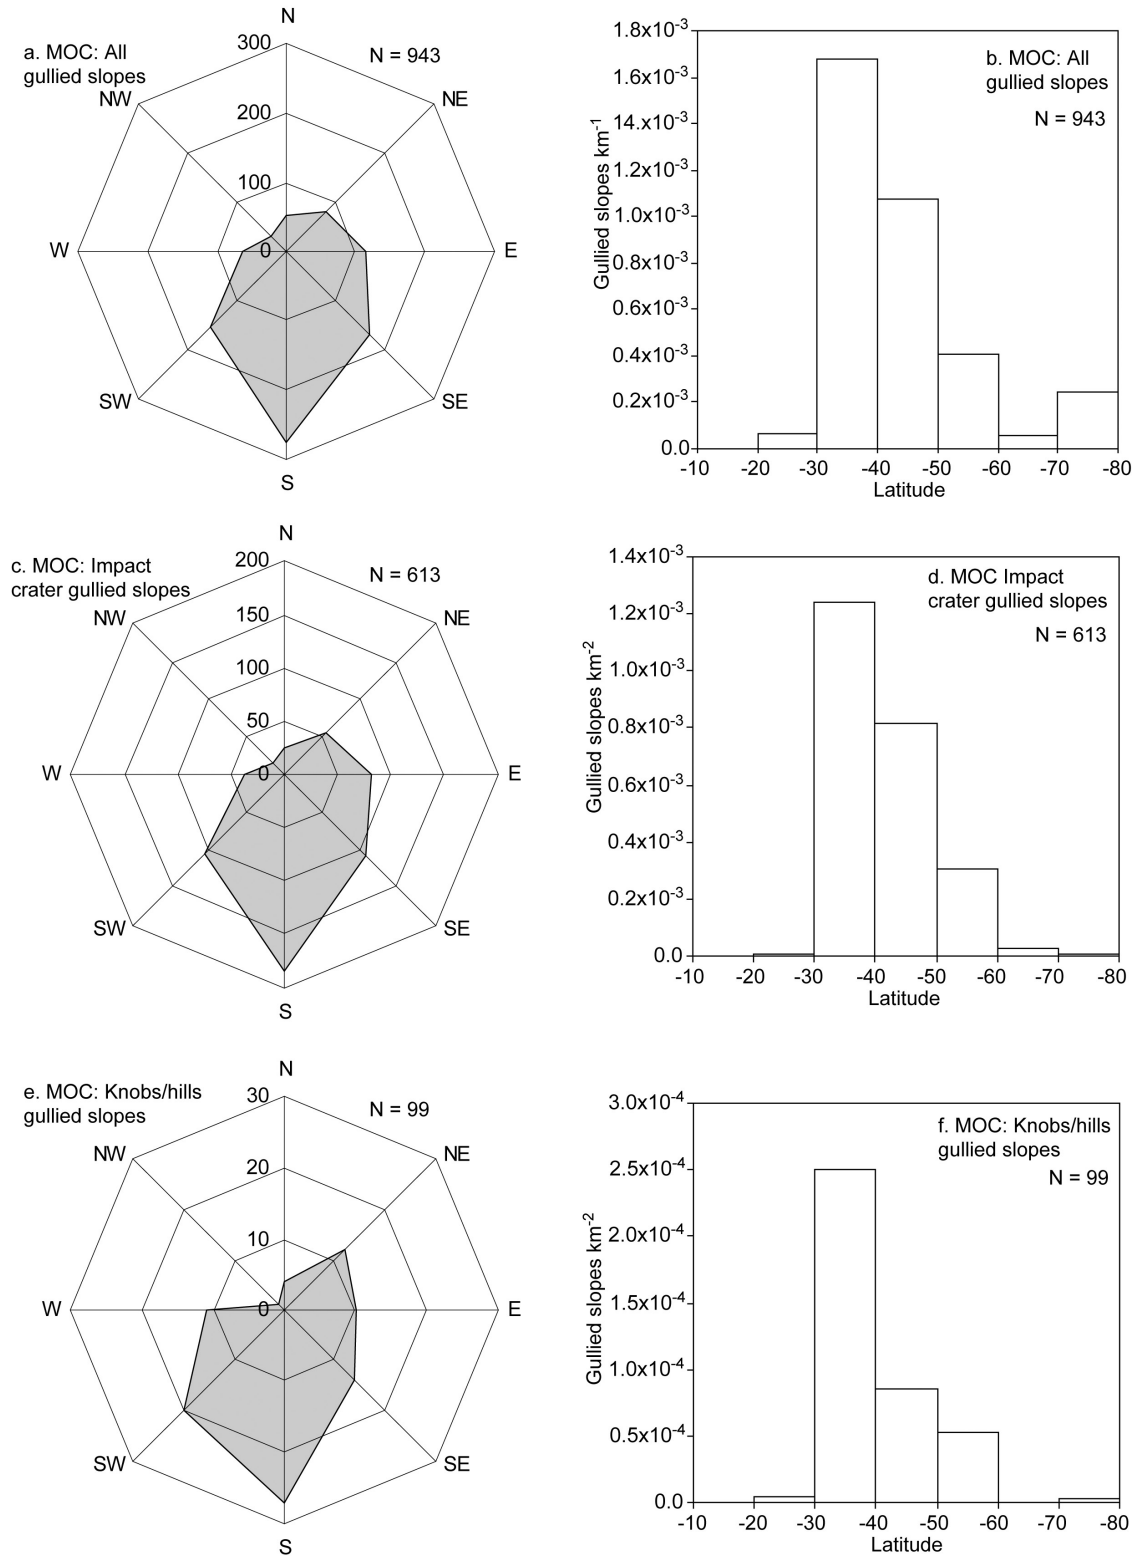 N
300
a. MOC: All
gullied slopes
N = 943
NW
NE
200
100
W
0
E
SW
SE
S
1.8x10-3
b. MOC: All
gullied slopes
1.6x10-3
N = 943
14.x10-3
1.2x10-3
Gullied slopes km-1
1.0x10-3
0.8x10-3
0.6x10-3
0.4x10-3
0.2x10-3
0.0
-10 -20 -30 -40 -50 -60 -70 -80
Latitude
N
200
c. MOC: Impact
crater gullied slopes
N = 613
NW
NE
150
100
50
W
0
E
SW
SE
S
1.4x10-3
d. MOC Impact
crater gullied slopes
1.2x10-3
N = 613
1.0x10-3
Gullied slopes km-2
0.8x10-3
0.6x10-3
0.4x10-3
0.2x10-3
0.0
-10 -20 -30 -40 -50 -60 -70 -80
Latitude
N
30
e. MOC: Knobs/hills
gullied slopes
N = 99
NW
NE
20
10
W
0
E
SW
SE
S
3.0x10-4
f. MOC: Knobs/hills
gullied slopes
N = 99
2.5x10-4
2.0x10-4
Gullied slopes km-2
1.5x10-4
1.0x10-4
0.5x10-4
0.0
-10 -20 -30 -40 -50 -60 -70 -80
Latitude